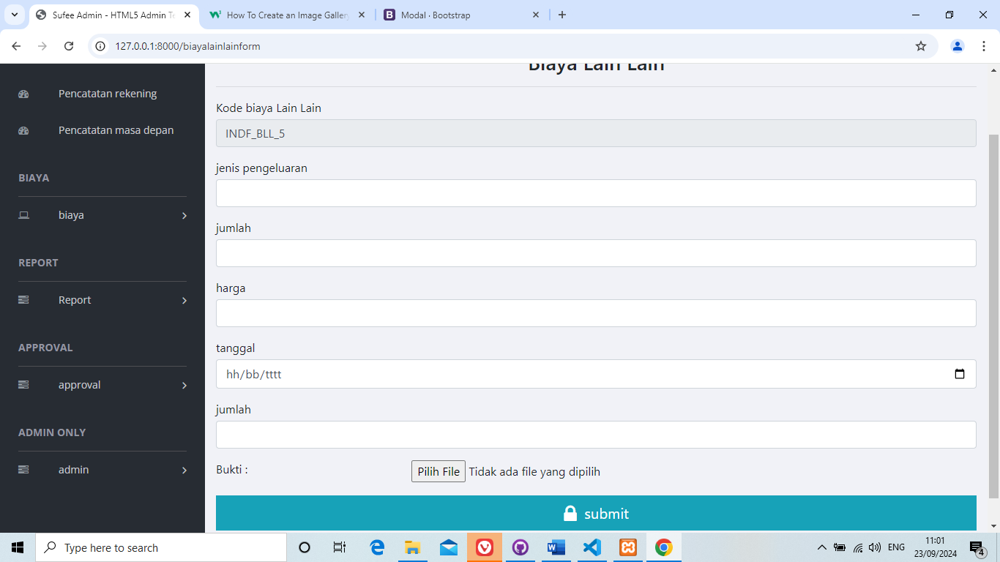 Sufee Admin - HTML5 Admin Te
How To Create an Image Gallery
Modal · Bootstrap
127.0.0.1:8000/biayalainlainform
Pencatatan rekening
Pencatatan masa depan
BIAYA
biaya
REPORT
Report
APPROVAL
approval
ADMIN ONLY
admin
Biaya Lain Lain
Kode biaya Lain Lain
INDF_BLL_5
jenis pengeluaran
jumlah
harga
tanggal
hh/bb/tttt
jumlah
Bukti :
Pilih File Tidak ada file yang dipilih
submit
Type here to search
ENG
11:01
23/09/2024
4